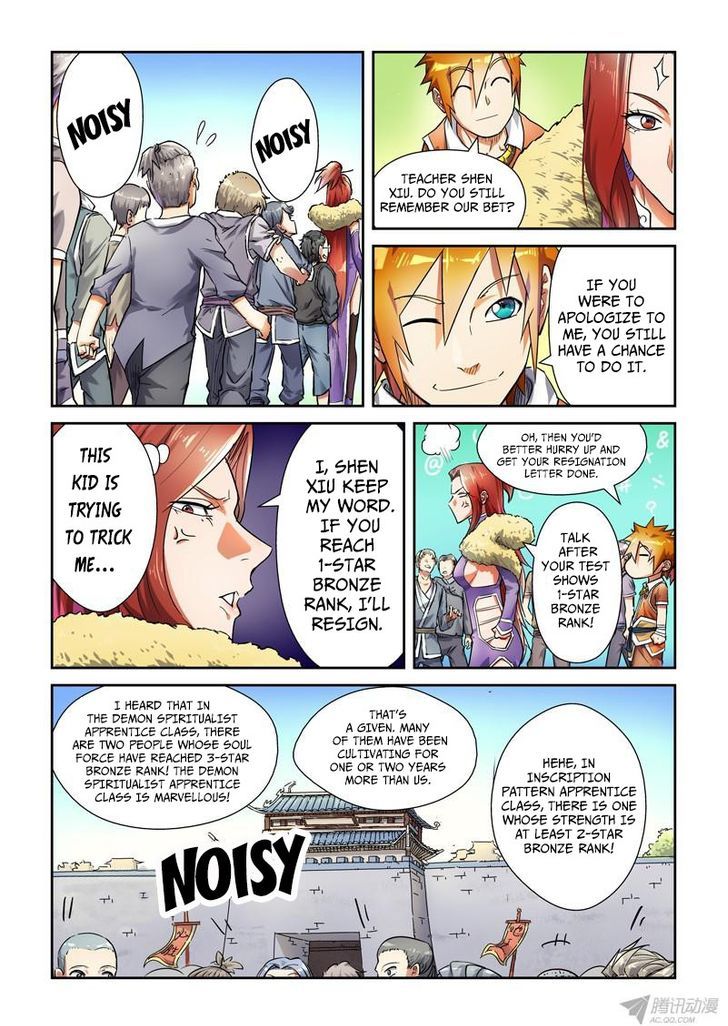 NOISY
NOISY
TEACHER SHEN
XIU. DO YOU STILL
REMEMBER OUR BET?
IF YOU
WERE TO
APOLOGIZE TO
ME, YOU STILL
HAVE A CHANCE
TO DO IT.
THIS
KID IS
TRYING
TO TRICK
ME...
I, SHEN
XIU KEEP
MY WORD.
IF YOU
REACH
1-STAR
BRONZE
RANK, I'LL
RESIGN.
OH, THEN YOU'D
BETTER HURRY UP AND
GET YOUR RESIGNATION
LETTER DONE.
TALK
AFTER
YOUR TEST
SHOWS
1-STAR
BRONZE
RANK!
I HEARD THAT IN
THE DEMON SPIRITUALIST
APPRENTICE CLASS, THERE
ARE TWO PEOPLE WHOSE SOUL
FORCE HAVE REACHED 3-STAR
BRONZE RANK! THE DEMON
SPIRITUALIST APPRENTICE
CLASS IS MARVELLOUS!
THAT'S
A GIVEN. MANY
OF THEM HAVE BEEN
CULTIVATING FOR
ONE OR TWO YEARS
MORE THAN US.
HEHE, IN
INSCRIPTION
PATTERN APPRENTICE
CLASS, THERE IS ONE
WHOSE STRENGTH IS
AT LEAST 2-STAR
BRONZE RANK!
NOISY
腾讯动漫
AC.QQ.COM